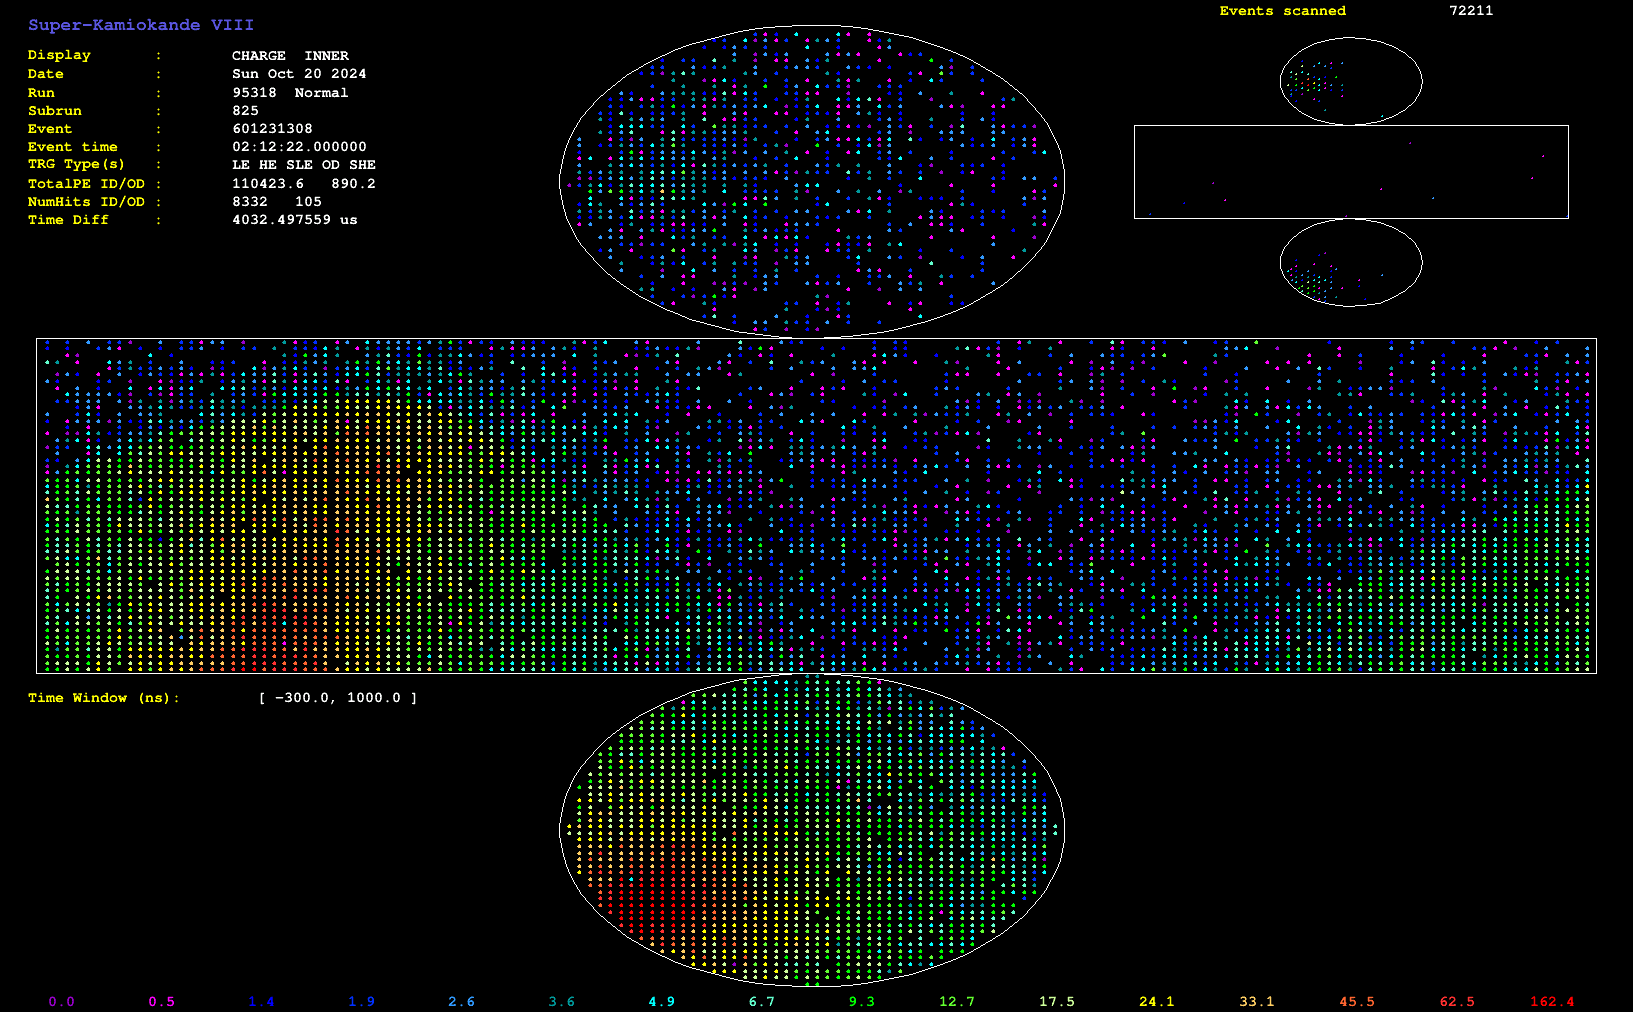 Super-Kamiokande VIII
Events scanned 72211
Display : CHARGE INNER
Date : Sun Oct 20 2024
Run : 95318 Normal
Subrun : 825
Event : 601231308
Event time : 02:12:22.000000
TRG Type(s) : LE HE SLE OD SHE
TotalPE ID/OD : 110423.6 890.2
NumHits ID/OD : 8332 105
Time Diff : 4032.497559 us
Time Window (ns): [ −300.0, 1000.0 ]
0.0 0.5 1.4 1.9 2.6 3.6 4.9 6.7 9.3 12.7 17.5 24.1 33.1 45.5 62.5 162.4